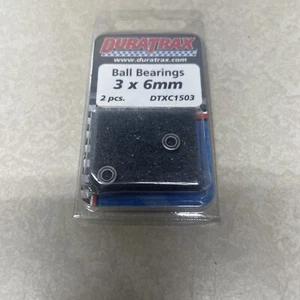 DURATRAX
www.duratrax.com
Ball Bearings
3 x 6mm
2 pcs. DTXC1503